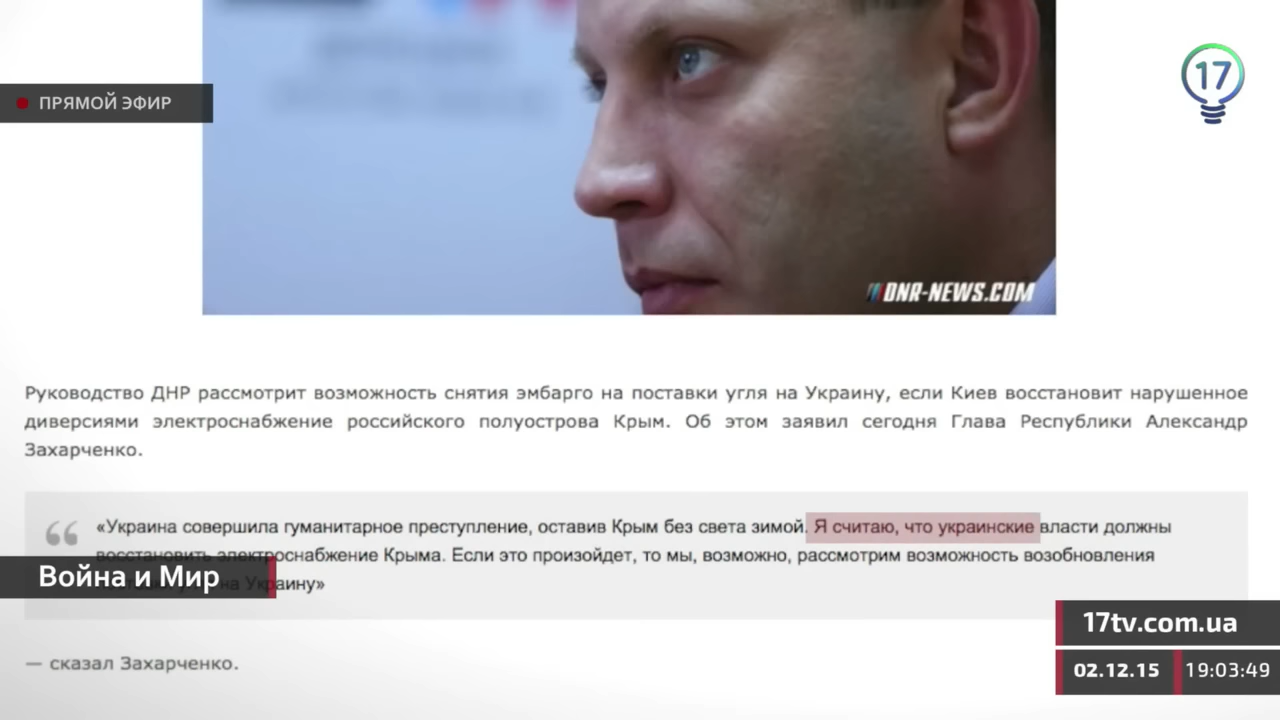 ПРЯМОЙ ЭФИР
17
DNR-NEWS.COM
Руководство ДНР рассмотрит возможность снятия эмбарго на поставки угля на Украину, если Киев восстановит нарушенное
диверсиями электроснабжение российского полуострова Крым. Об этом заявил сегодня Глава Республики Александр
Захарченко.
«Украина совершила гуманитарное преступление, оставив Крым без света зимой. Я считаю, что украинские власти должны
восстановить электроснабжение Крыма. Если это произойдет, то мы, возможно, рассмотрим возможность возобновления
на Украину»
Война и Мир
— сказал Захарченко.
17tv.com.ua
02.12.15 19:03:49